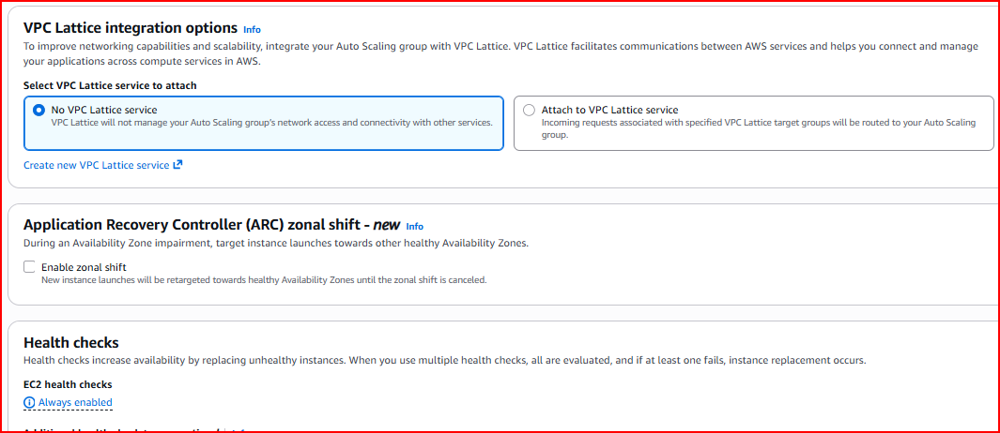 VPC Lattice integration options Info
To improve networking capabilities and scalability, integrate your Auto Scaling group with VPC Lattice. VPC Lattice facilitates communications between AWS services and helps you connect and manage
your applications across compute services in AWS.
Select VPC Lattice service to attach
No VPC Lattice service
VPC Lattice will not manage your Auto Scaling group's network access and connectivity with other services.
Attach to VPC Lattice service
Incoming requests associated with specified VPC Lattice target groups will be routed to your Auto Scaling
group.
Create new VPC Lattice service
Application Recovery Controller (ARC) zonal shift - new Info
During an Availability Zone impairment, target instance launches towards other healthy Availability Zones.
Enable zonal shift
New instance launches will be retargeted towards healthy Availability Zones until the zonal shift is canceled.
Health checks
Health checks increase availability by replacing unhealthy instances. When you use multiple health checks, all are evaluated, and if at least one fails, instance replacement occurs.
EC2 health checks
Always enabled